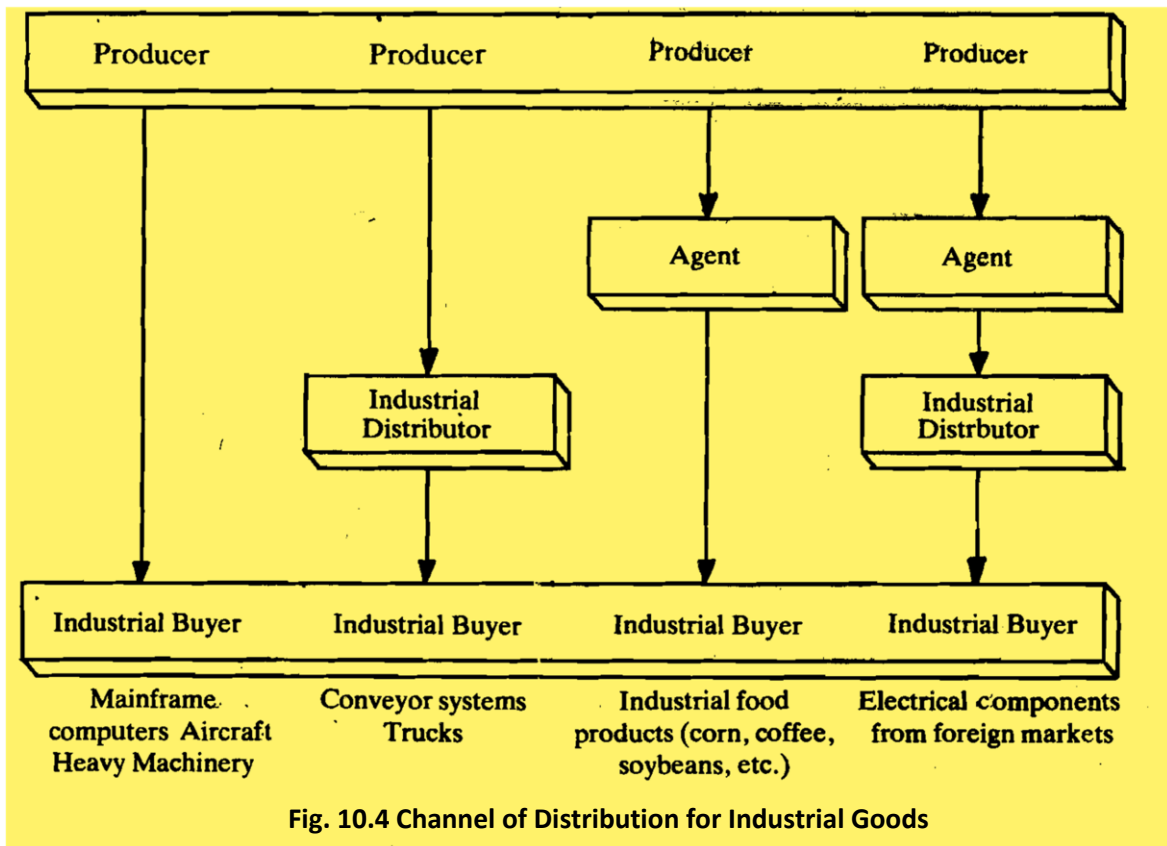 Producer Producer Producer Producer
Agent Agent
Industrial Industrial
Distributor Distrbutor
Industrial Buyer Industrial Buyer Industrial Buyer Industrial Buyer
Mainframe Conveyor systems Industrial food Electrical components
computers Aircraft Trucks products (corn, coffee, from foreign markets
Heavy Machinery soybeans, etc.)
Fig. 10.4 Channel of Distribution for Industrial Goods